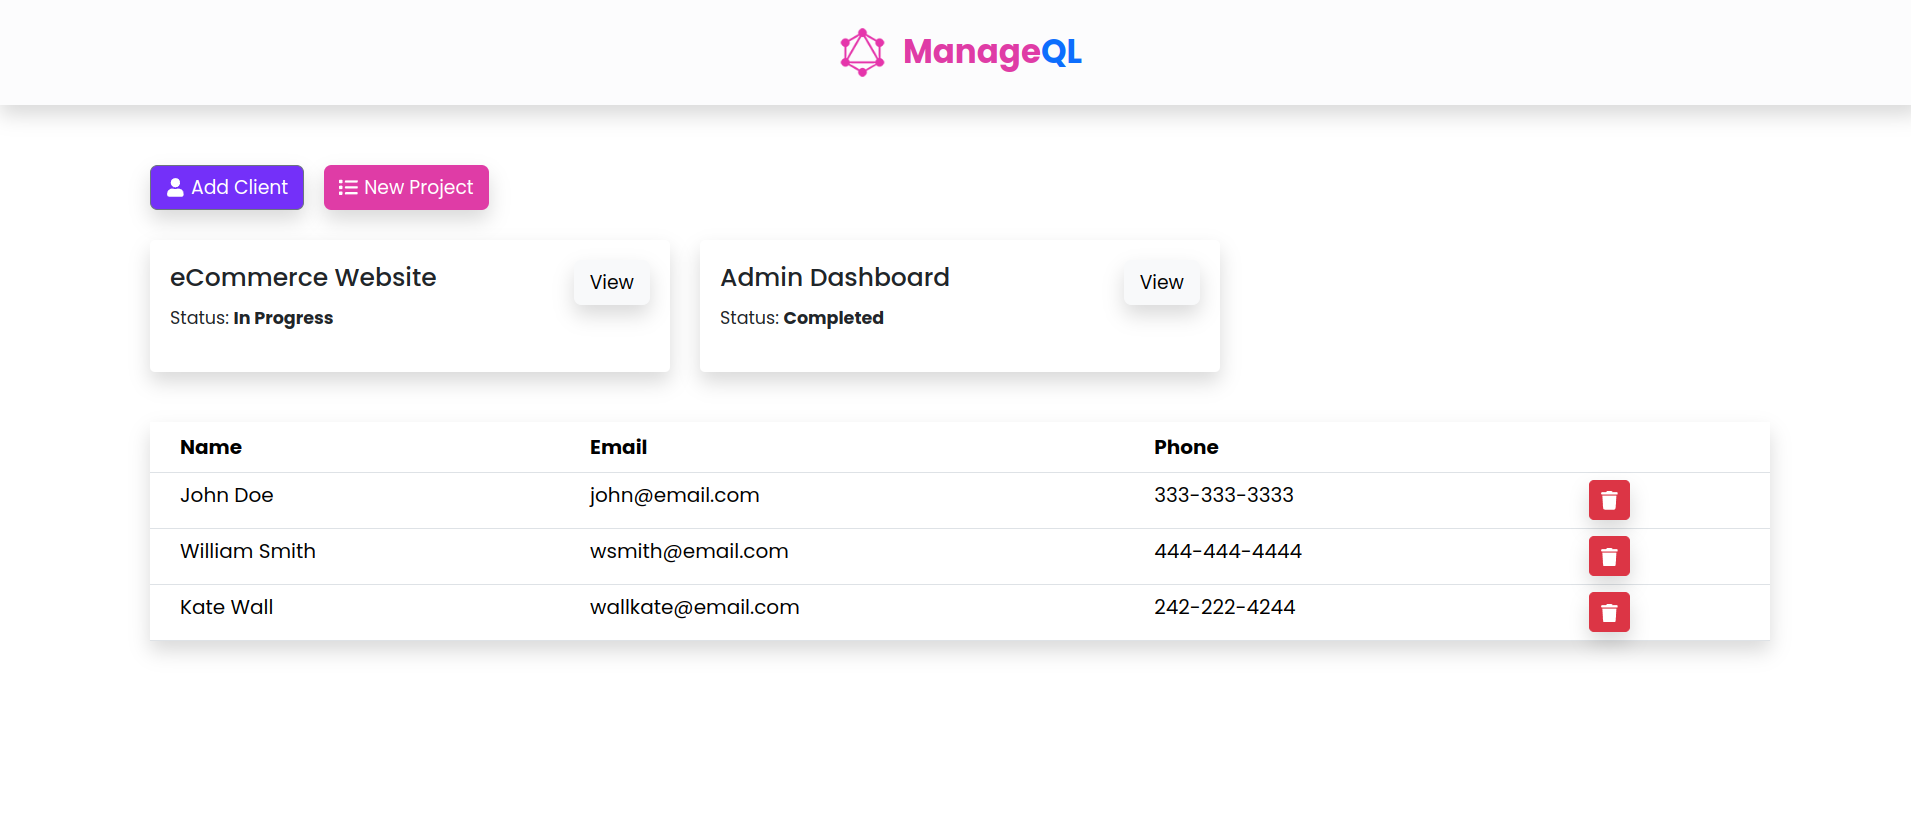 ManageQL
Add Client New Project
eCommerce Website View
Status: In Progress
Admin Dashboard View
Status: Completed
Name Email Phone
John Doe john@email.com 333-333-3333
William Smith wsmith@email.com 444-444-4444
Kate Wall wallkate@email.com 242-222-4244